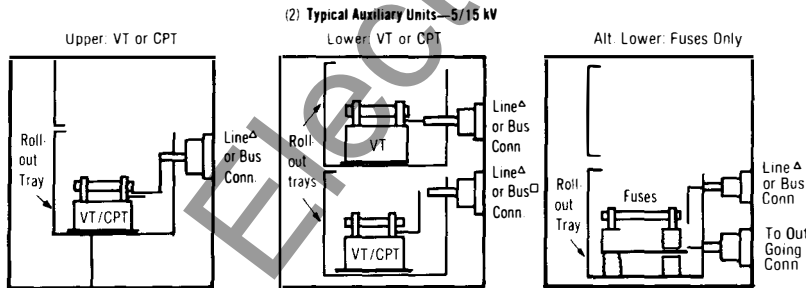 (2) Typical Auxiliary Units—5/15 kV
Upper: VT or CPT
Roll-
out
Tray
VT/CPT
Line△
or Bus
Conn.
Lower: VT or CPT
Roll-
out
trays
VT
VT/CPT
Line△
or Bus
Conn
Line△
or Bus□
Conn.
Alt. Lower: Fuses Only
Roll-
out
Tray
Fuses
Line △
or Bus
Conn
To Out
Going
Conn
Elect